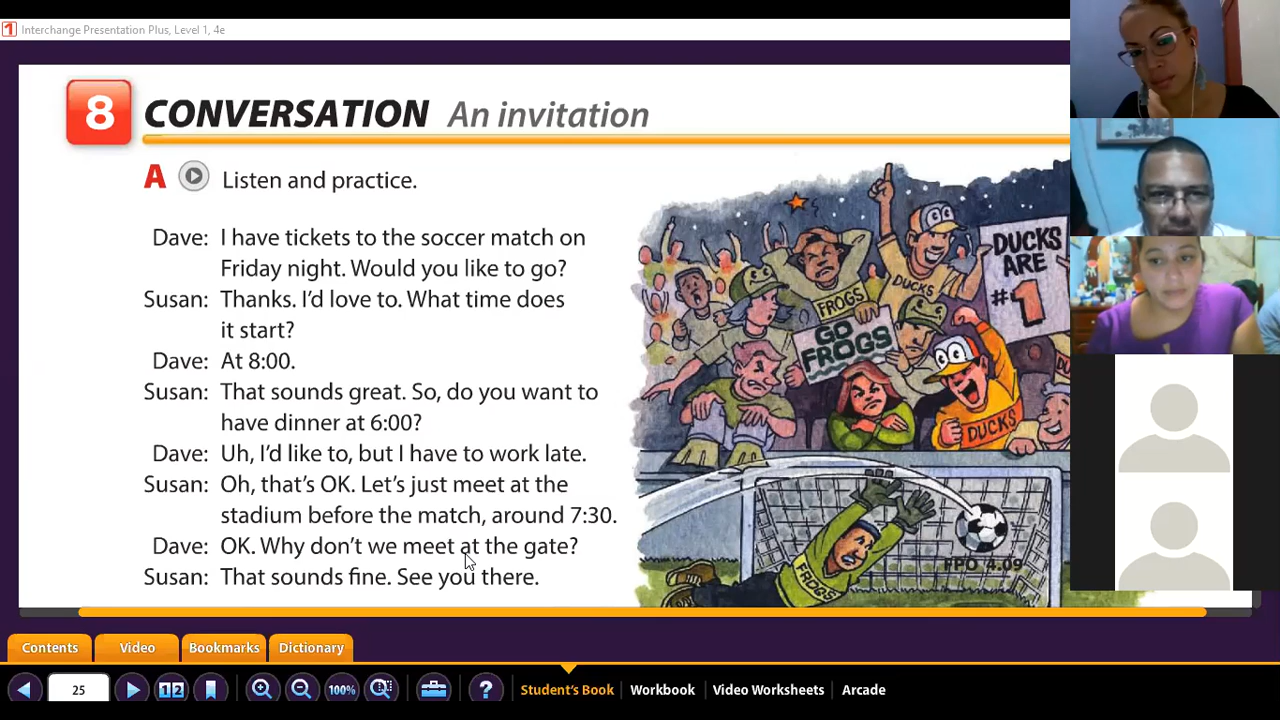 Interchange Presentation Plus, Level 1, 4e
8 CONVERSATION An invitation
A Listen and practice.
Dave: I have tickets to the soccer match on
Friday night. Would you like to go?
Susan: Thanks. I'd love to. What time does
it start?
Dave: At 8:00.
Susan: That sounds great. So, do you want to
have dinner at 6:00?
Dave: Uh, I'd like to, but I have to work late.
Susan: Oh, that's OK. Let's just meet at the
stadium before the match, around 7:30.
Dave: OK. Why don't we meet at the gate?
Susan: That sounds fine. See you there.
DUCKS
ARE
#1
DUCKS
FROGS
GO
FROGS
DUCKS
FROGS
FPO 4.09
Contents Video Bookmarks Dictionary
25 1 2 100% ? Student's Book Workbook Video Worksheets Arcade